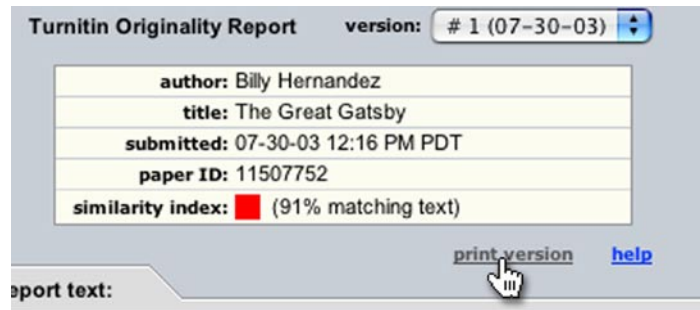 Turnitin Originality Report version: # 1 (07-30-03)
author: Billy Hernandez
title: The Great Gatsby
submitted: 07-30-03 12:16 PM PDT
paper ID: 11507752
similarity index: (91% matching text)
print version help
eport text: